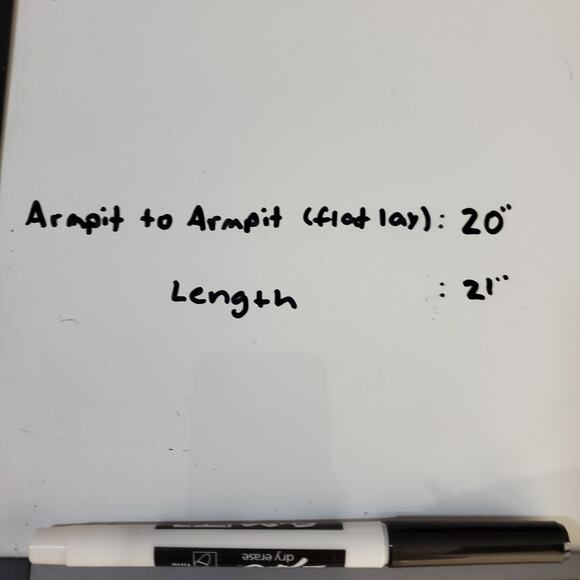 Armpit to Armpit (flat lay): 20"
Length : 21"
dry erase